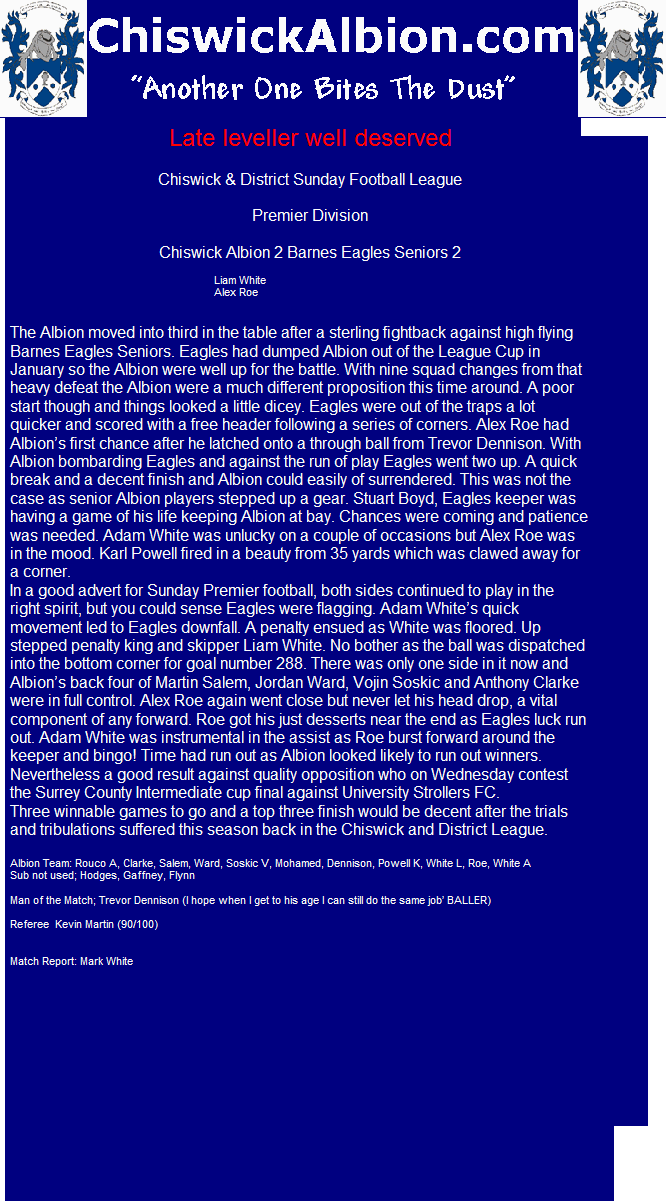 ChiswickAlbion.com
"Another One Bites The Dust"
Late leveller well deserved
Chiswick & District Sunday Football League
Premier Division
Chiswick Albion 2 Barnes Eagles Seniors 2
Liam White
Alex Roe
The Albion moved into third in the table after a sterling fightback against high flying
Barnes Eagles Seniors. Eagles had dumped Albion out of the League Cup in
January so the Albion were well up for the battle. With nine squad changes from that
heavy defeat the Albion were a much different proposition this time around. A poor
start though and things looked a little dicey. Eagles were out of the traps a lot
quicker and scored with a free header following a series of corners. Alex Roe had
Albion's first chance after he latched onto a through ball from Trevor Dennison. With
Albion bombarding Eagles and against the run of play Eagles went two up. A quick
break and a decent finish and Albion could easily of surrendered. This was not the
case as senior Albion players stepped up a gear. Stuart Boyd, Eagles keeper was
having a game of his life keeping Albion at bay. Chances were coming and patience
was needed. Adam White was unlucky on a couple of occasions but Alex Roe was
in the mood. Karl Powell fired in a beauty from 35 yards which was clawed away for
a corner.
In a good advert for Sunday Premier football, both sides continued to play in the
right spirit, but you could sense Eagles were flagging. Adam White's quick
movement led to Eagles downfall. A penalty ensued as White was floored. Up
stepped penalty king and skipper Liam White. No bother as the ball was dispatched
into the bottom corner for goal number 288. There was only one side in it now and
Albion's back four of Martin Salem, Jordan Ward, Vojin Soskic and Anthony Clarke
were in full control. Alex Roe again went close but never let his head drop, a vital
component of any forward. Roe got his just desserts near the end as Eagles luck run
out. Adam White was instrumental in the assist as Roe burst forward around the
keeper and bingo! Time had run out as Albion looked likely to run out winners.
Nevertheless a good result against quality opposition who on Wednesday contest
the Surrey County Intermediate cup final against University Strollers FC.
Three winnable games to go and a top three finish would be decent after the trials
and tribulations suffered this season back in the Chiswick and District League.
Albion Team: Rouco A, Clarke, Salem, Ward, Soskic V, Mohamed, Dennison, Powell K, White L, Roe, White A
Sub not used; Hodges, Gaffney, Flynn
Man of the Match; Trevor Dennison (I hope when I get to his age I can still do the same job' BALLER)
Referee  Kevin Martin (90/100)
Match Report: Mark White